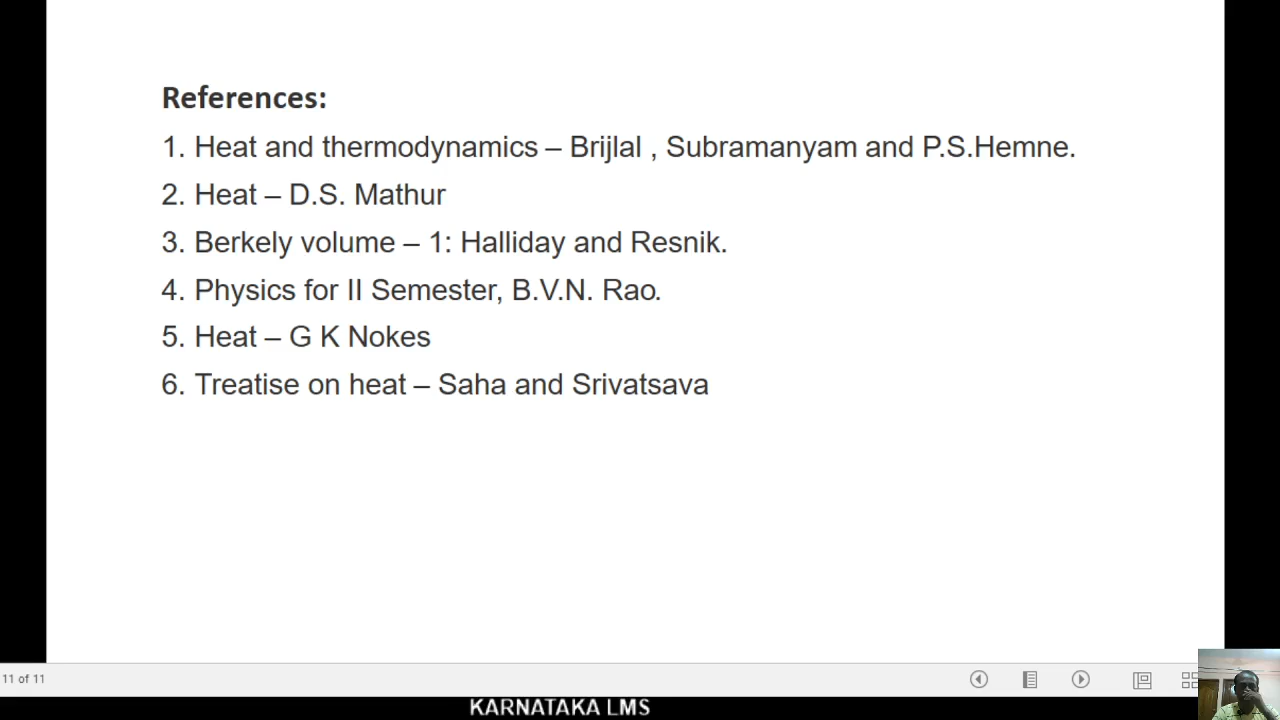 References:
1. Heat and thermodynamics – Brijlal , Subramanyam and P.S.Hemne.
2. Heat – D.S. Mathur
3. Berkely volume – 1: Halliday and Resnik.
4. Physics for II Semester, B.V.N. Rao.
5. Heat – G K Nokes
6. Treatise on heat – Saha and Srivatsava
11 of 11
KARNATAKA LMS